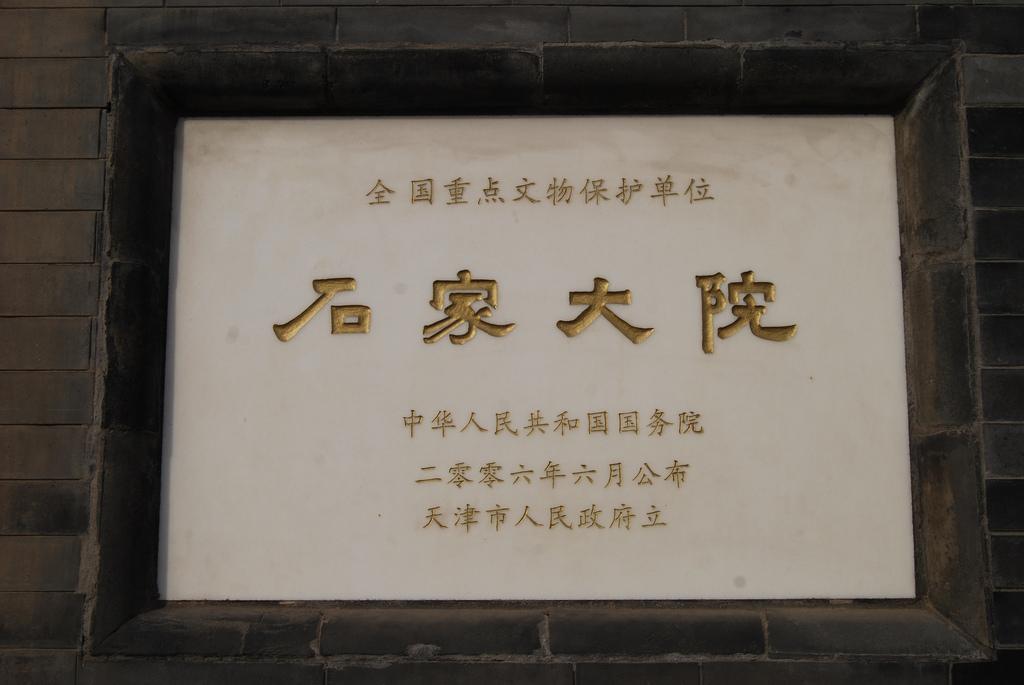 全国重点文物保护单位
石家大院
中华人民共和国国务院
二零零六年六月公布
天津市人民政府立